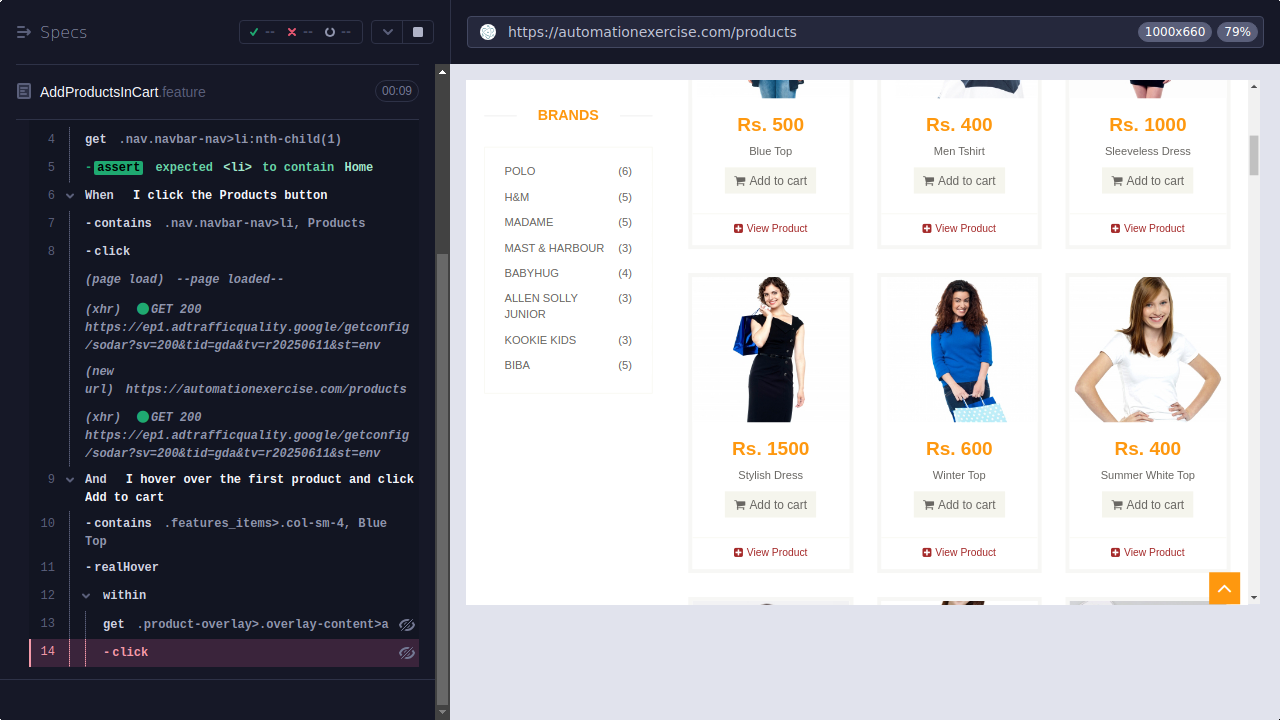 Specs
--
--
--
https://automationexercise.com/products
1000x660
79%
AddProductsInCart.feature
00:09
4 get .nav.navbar-nav>li:nth-child(1)
5 -assert expected <li> to contain Home
6 When I click the Products button
7 -contains .nav.navbar-nav>li, Products
8 -click
(page load) --page loaded--
(xhr) GET 200
https://ep1.adtrafficquality.google/getconfig
/sodar?sv=200&tid=gda&tv=r20250611&st=env
(new
url) https://automationexercise.com/products
(xhr) GET 200
https://ep1.adtrafficquality.google/getconfig
/sodar?sv=200&tid=gda&tv=r20250611&st=env
9 And I hover over the first product and click
Add to cart
10 -contains .features_items>.col-sm-4, Blue
Top
11 -realHover
12 within
13 get .product-overlay>.overlay-content>a
14 -click
BRANDS
POLO (6)
H&M (5)
MADAME (5)
MAST & HARBOUR (3)
BABYHUG (4)
ALLEN SOLLY (3)
JUNIOR
KOOKIE KIDS (3)
BIBA (5)
Rs. 500
Blue Top
Add to cart
View Product
Rs. 400
Men Tshirt
Add to cart
View Product
Rs. 1000
Sleeveless Dress
Add to cart
View Product
Rs. 1500
Stylish Dress
Add to cart
View Product
Rs. 600
Winter Top
Add to cart
View Product
Rs. 400
Summer White Top
Add to cart
View Product